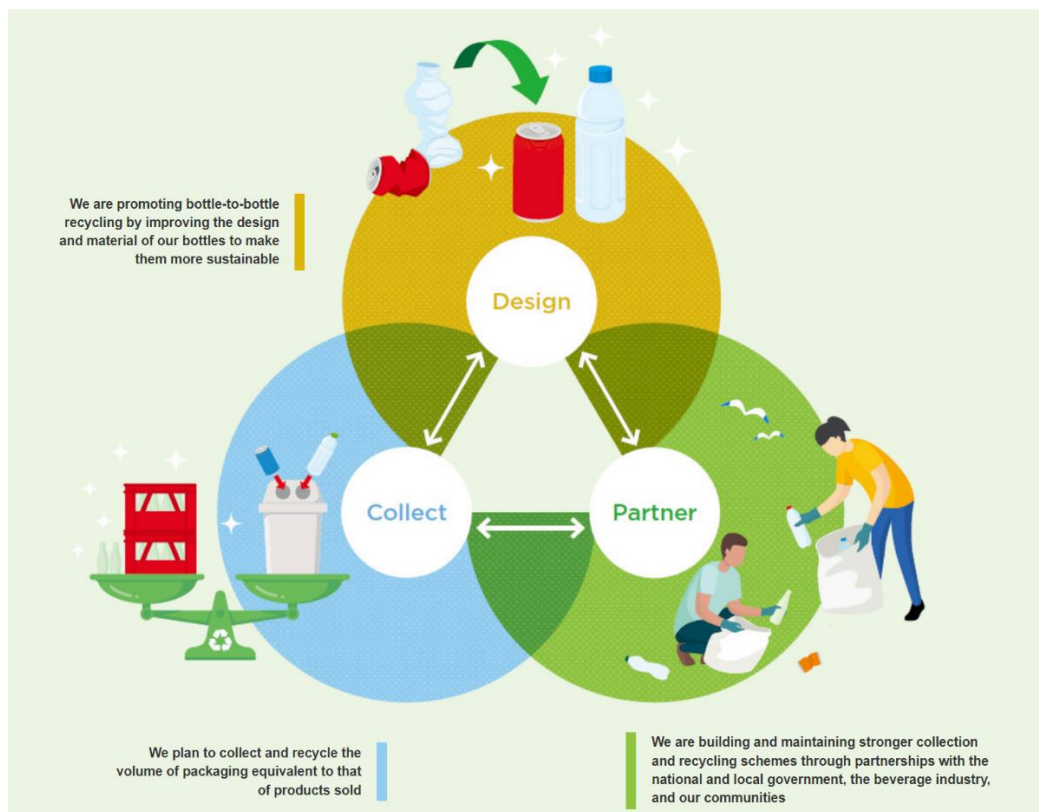 We are promoting bottle-to-bottle
recycling by improving the design
and material of our bottles to make
them more sustainable
Design
Collect
Partner
We plan to collect and recycle the
volume of packaging equivalent to that
of products sold
We are building and maintaining stronger collection
and recycling schemes through partnerships with the
national and local government, the beverage industry,
and our communities